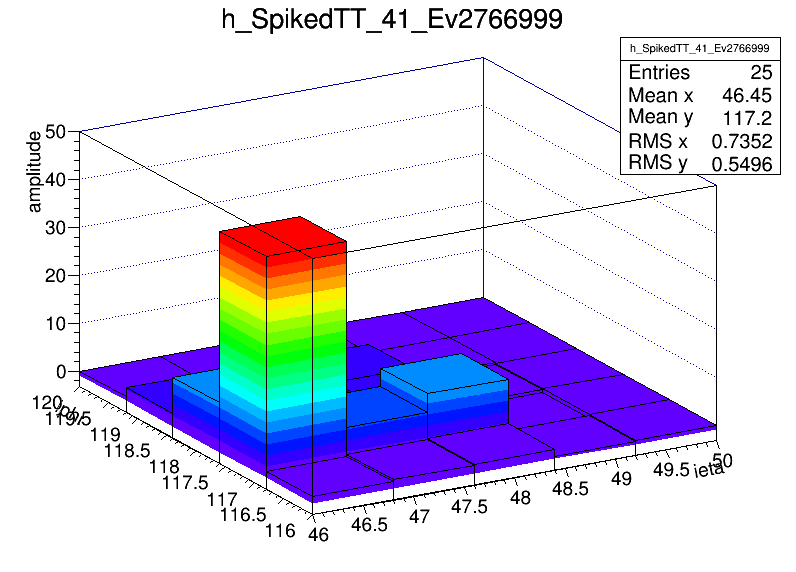 h_SpikedTT_41_Ev2766999
h_SpikedTT_41_Ev2766999
Entries 25
Mean x 46.45
Mean y 117.2
RMS x 0.7352
RMS y 0.5496
amplitude
50
40
30
20
10
0
120
119.5
119
118.5
118
117.5
117
116.5
116
46
46.5
47
47.5
48
48.5
49
49.5
50
ieta